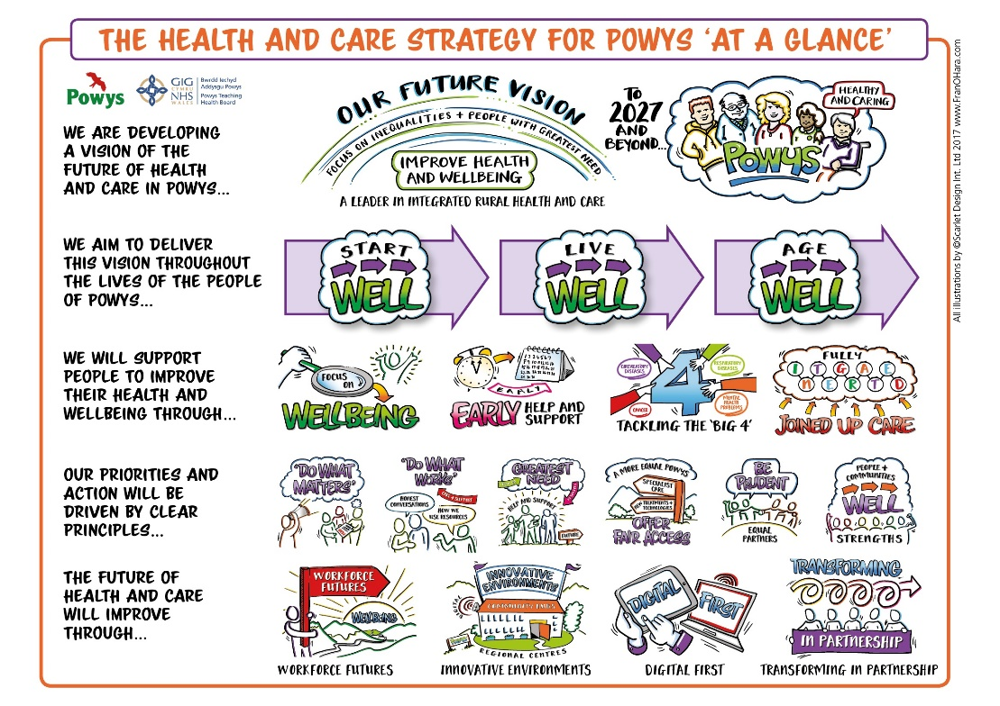 THE HEALTH AND CARE STRATEGY FOR POWYS 'AT A GLANCE'
Powys
GIG
CYMRU
NHS
WALES
Bwrdd Iechyd
Addysgu Powys
Powys Teaching
Health Board
WE ARE DEVELOPING
A VISION OF THE
FUTURE OF HEALTH
AND CARE IN POWYS...
OUR FUTURE VISION
FOCUS ON INEQUALITIES + PEOPLE WITH GREATEST NEED
IMPROVE HEALTH
AND WELLBEING
A LEADER IN INTEGRATED RURAL HEALTH AND CARE
TO
2027
AND
BEYOND...
HEALTHY
AND CARING
POWYS
WE AIM TO DELIVER
THIS VISION THROUGHOUT
THE LIVES OF THE PEOPLE
OF POWYS...
START
WELL
LIVE
WELL
AGE
WELL
WE WILL SUPPORT
PEOPLE TO IMPROVE
THEIR HEALTH AND
WELLBEING THROUGH...
FOCUS
ON
WELLBEING
EARLY
EARLY HELP AND
SUPPORT
CIRCULATORY
DISEASES
RESPIRATORY
DISEASES
4
CANCER
MENTAL
HEALTH
PROBLEMS
TACKLING THE 'BIG 4'
FULLY
I T G A E
N E R T D
JOINED UP CARE
OUR PRIORITIES AND
ACTION WILL BE
DRIVEN BY CLEAR
PRINCIPLES...
'DO WHAT
MATTERS'
'DO WHAT
WORKS'
HONEST
CONVERSATIONS
HOW WE
USE RESOURCES
GREATEST
NEED
HELP AND SUPPORT
FUTURE
A MORE EQUAL POWYS
SPECIALIST
CARE
NEW TREATMENTS +
TECHNOLOGIES
OFFER
FAIR ACCESS
BE
PRUDENT
EQUAL
PARTNERS
PEOPLE +
COMMUNITIES
WELL
STRENGTHS
THE FUTURE OF
HEALTH AND CARE
WILL IMPROVE
THROUGH...
WORKFORCE
FUTURES
WELLBEING
WORKFORCE FUTURES
INNOVATIVE
ENVIRONMENTS
REGIONAL CENTRES
INNOVATIVE ENVIRONMENTS
DIGITAL
FIRST
DIGITAL FIRST
TRANSFORMING
IN PARTNERSHIP
TRANSFORMING IN PARTNERSHIP
All illustrations by ©Scarlet Design Int. Ltd 2017 www.FranOHara.com